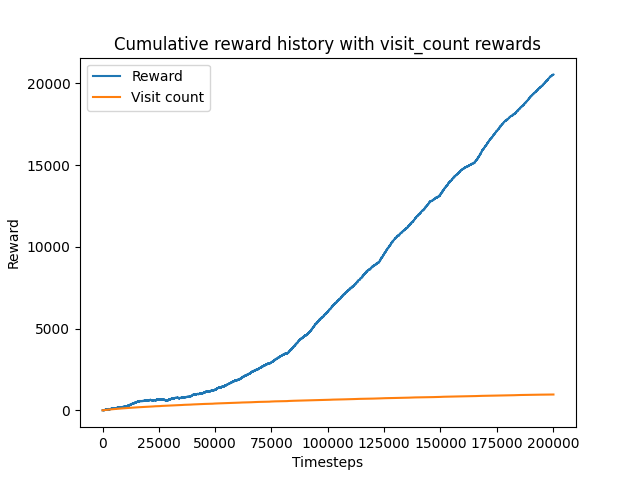 Cumulative reward history with visit_count rewards
Reward
Visit count
20000
15000
10000
5000
0
Reward
0 25000 50000 75000 100000 125000 150000 175000 200000
Timesteps